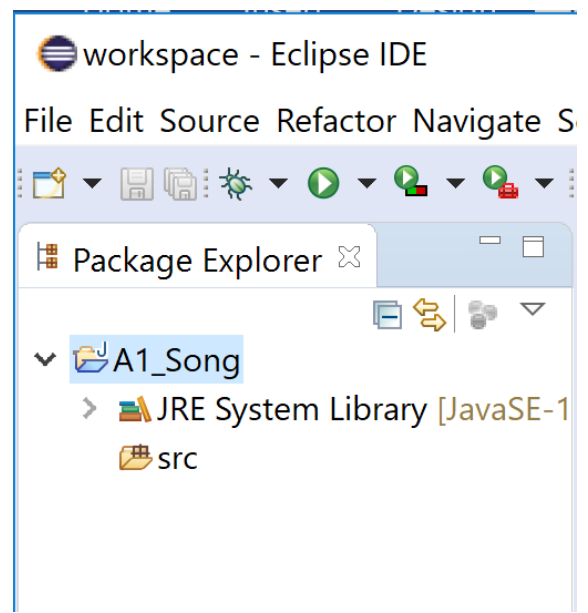 workspace - Eclipse IDE
File Edit Source Refactor Navigate
Package Explorer
A1_Song
JRE System Library [JavaSE-1
src